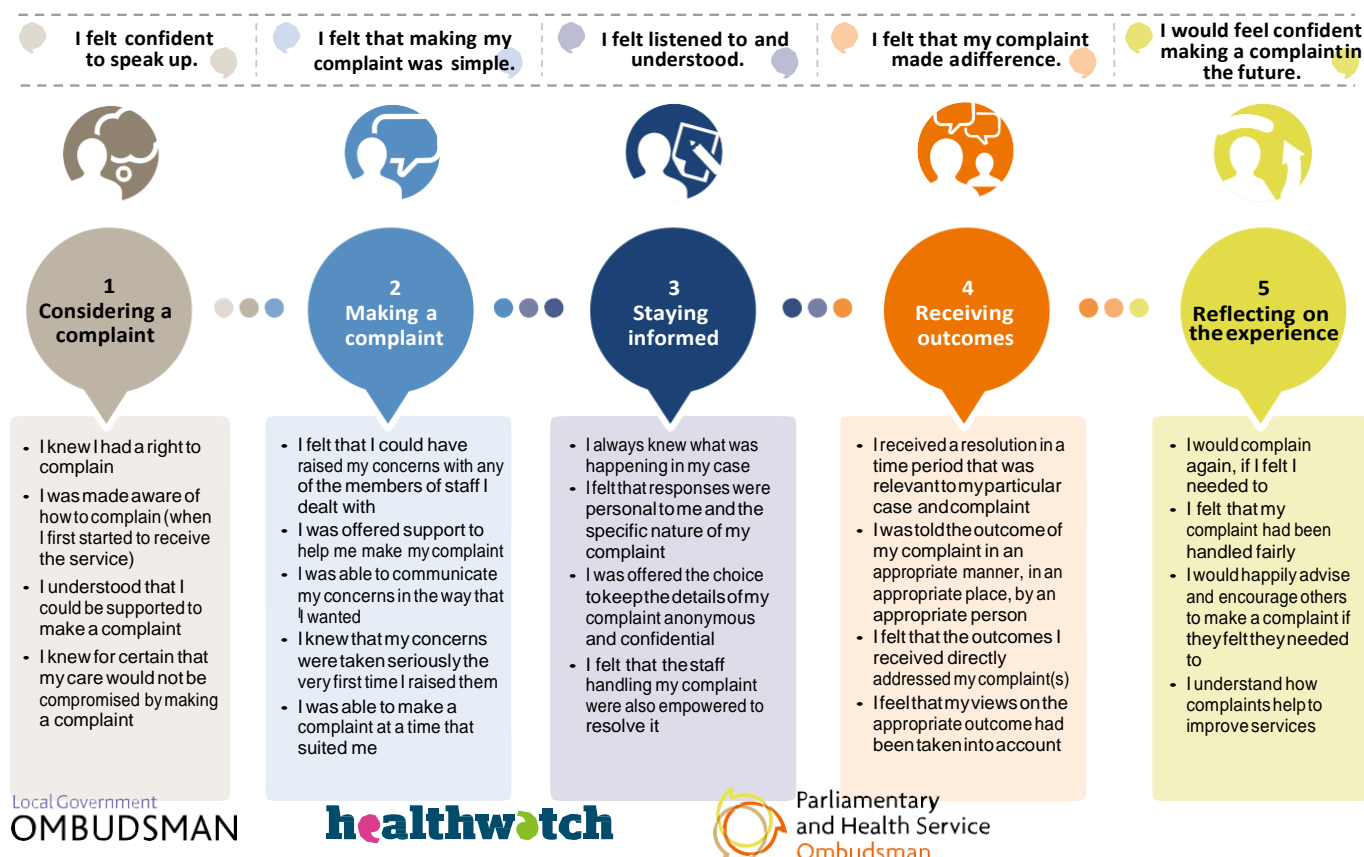 I felt confident
to speak up.
I felt that making my
complaint was simple.
I felt listened to and
understood.
I felt that my complaint
made adifference.
I would feel confident
making a complaint in
the future.
1
Considering a
complaint
2
Making a
complaint
3
Staying
informed
4
Receiving
outcomes
5
Reflecting on
the experience
• I knew I had a right to
complain
• I was made aware of
how to complain (when
I first started to receive
the service)
• I understood that I
could be supported to
make a complaint
• I knew for certain that
my care would not be
compromised by making
a complaint
• I felt that I could have
raised my concerns with any
of the members of staff I
dealt with
• I was offered support to
help me make my complaint
• I was able to communicate
my concerns in the way that
I wanted
• I knew that my concerns
were taken seriously the
very first time I raised them
• I was able to make a
complaint at a time that
suited me
• I always knew what was
happening in my case
• I felt that responses were
personal to me and the
specific nature of my
complaint
• I was offered the choice
to keep the details of my
complaint anonymous
and confidential
• I felt that the staff
handling my complaint
were also empowered to
resolve it
• I received a resolution in a
time period that was
relevant to my particular
case and complaint
• I was told the outcome of
my complaint in an
appropriate manner, in an
appropriate place, by an
appropriate person
• I felt that the outcomes I
received directly
addressed my complaint(s)
• I feel that my views on the
appropriate outcome had
been taken into account
• I would complain
again, if I felt I
needed to
• I felt that my
complaint had been
handled fairly
• I would happily advise
and encourage others
to make a complaint if
they felt they needed
to
• I understand how
complaints help to
improve services
Local Government
OMBUDSMAN
healthwatch
Parliamentary
and Health Service
Ombudsman